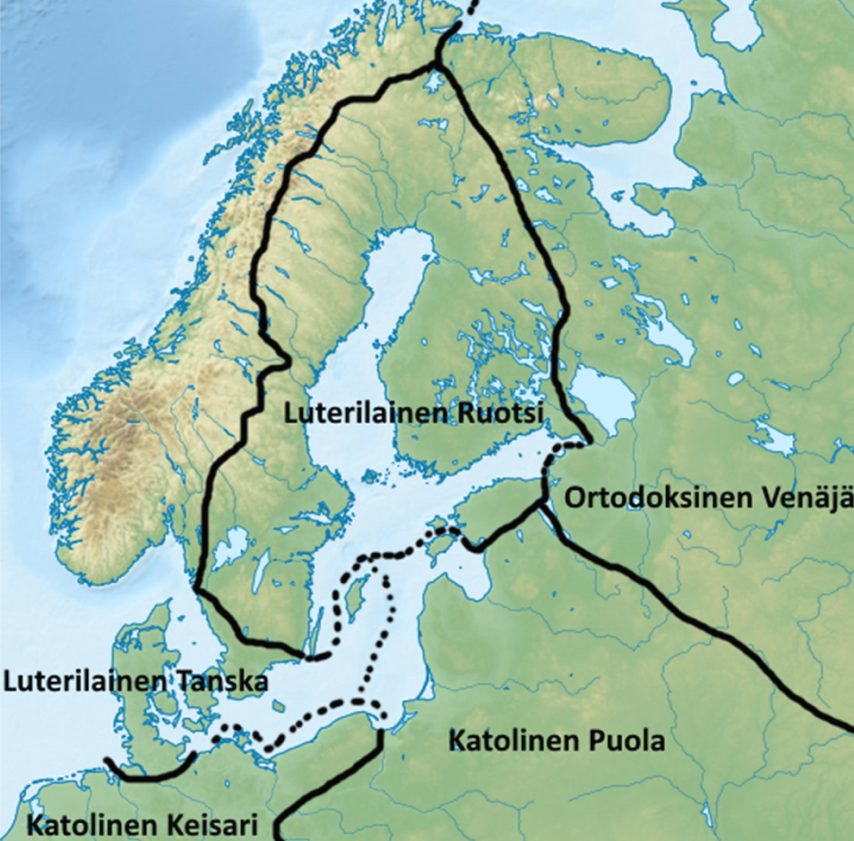 Luterilainen Ruotsi
Ortodoksinen Venäjä
Luterilainen Tanska
Katolinen Puola
Katolinen Keisari